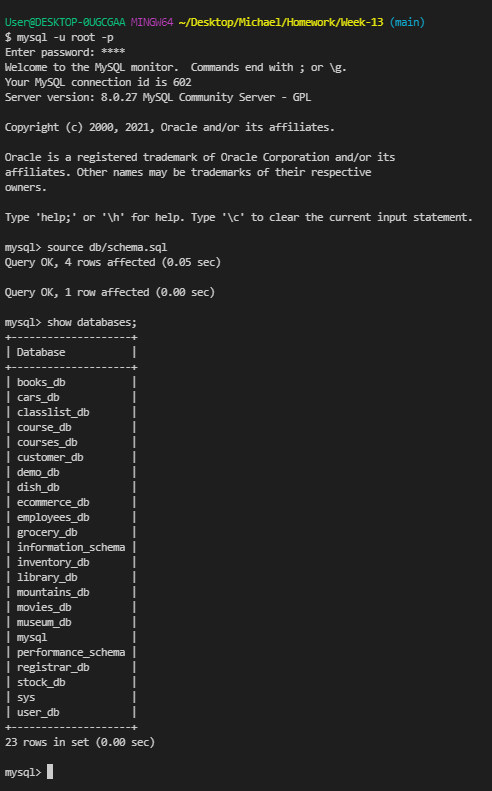 User@DESKTOP-0UGCGAA MINGW64 ~/Desktop/Michael/Homework/Week-13 (main)
$ mysql -u root -p
Enter password: ****
Welcome to the MySQL monitor.  Commands end with ; or \g.
Your MySQL connection id is 602
Server version: 8.0.27 MySQL Community Server - GPL

Copyright (c) 2000, 2021, Oracle and/or its affiliates.

Oracle is a registered trademark of Oracle Corporation and/or its
affiliates. Other names may be trademarks of their respective
owners.

Type 'help;' or '\h' for help. Type '\c' to clear the current input statement.

mysql> source db/schema.sql
Query OK, 4 rows affected (0.05 sec)

Query OK, 1 row affected (0.00 sec)

mysql> show databases;
+--------------------+
| Database           |
+--------------------+
| books_db           |
| cars_db            |
| classlist_db       |
| course_db          |
| courses_db         |
| customer_db        |
| demo_db            |
| dish_db            |
| ecommerce_db       |
| employees_db       |
| grocery_db         |
| information_schema |
| inventory_db       |
| library_db         |
| mountains_db       |
| movies_db          |
| museum_db          |
| mysql              |
| performance_schema |
| registrar_db       |
| stock_db           |
| sys                |
| user_db            |
+--------------------+
23 rows in set (0.00 sec)

mysql>